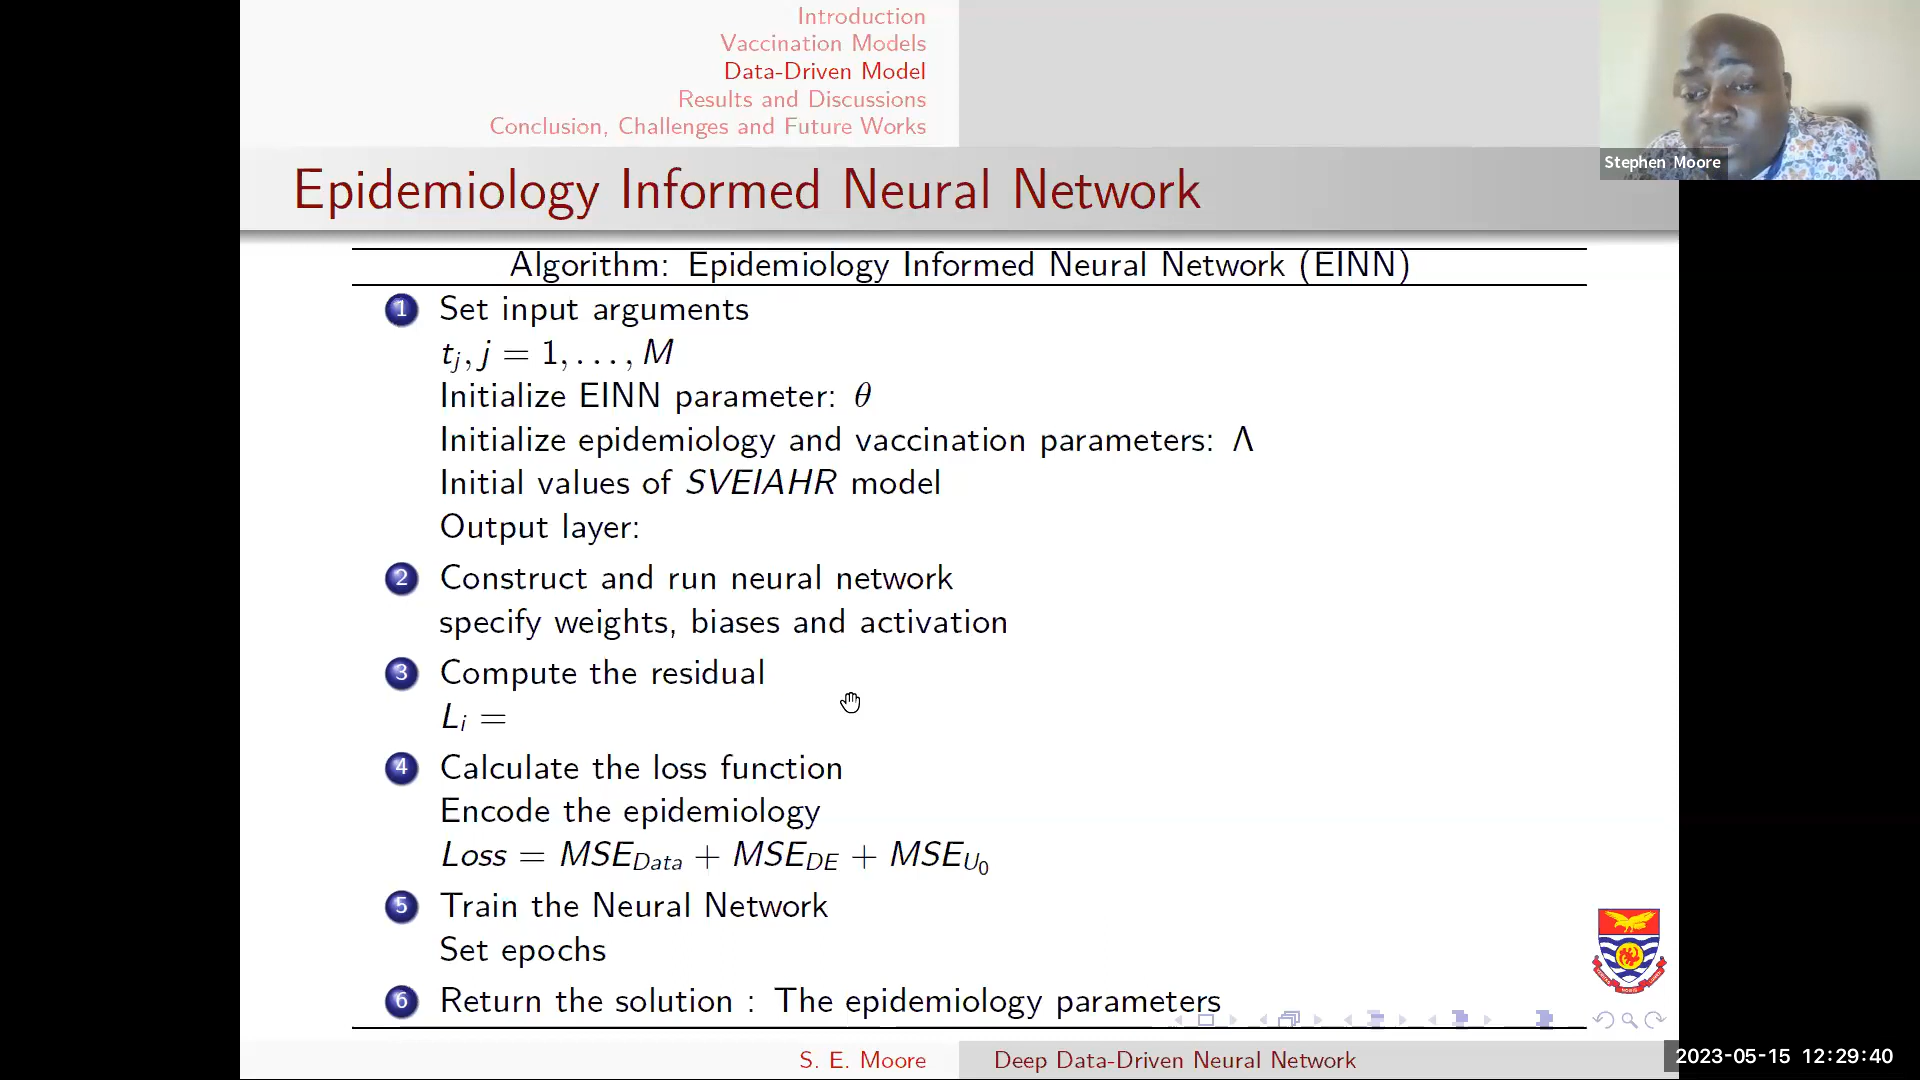 Introduction
Vaccination Models
Data-Driven Model
Results and Discussions
Conclusion, Challenges and Future Works
Stephen Moore
Epidemiology Informed Neural Network
Algorithm: Epidemiology Informed Neural Network (EINN)
1 Set input arguments
t_j, j = 1, . . . , M
Initialize EINN parameter: θ
Initialize epidemiology and vaccination parameters: Λ
Initial values of SVEIAHR model
Output layer:
2 Construct and run neural network
specify weights, biases and activation
3 Compute the residual
L_i =
4 Calculate the loss function
Encode the epidemiology
Loss = MSE_Data + MSE_DE + MSE_U_0
5 Train the Neural Network
Set epochs
6 Return the solution : The epidemiology parameters
S. E. Moore
Deep Data-Driven Neural Network
2023-05-15 12:29:40